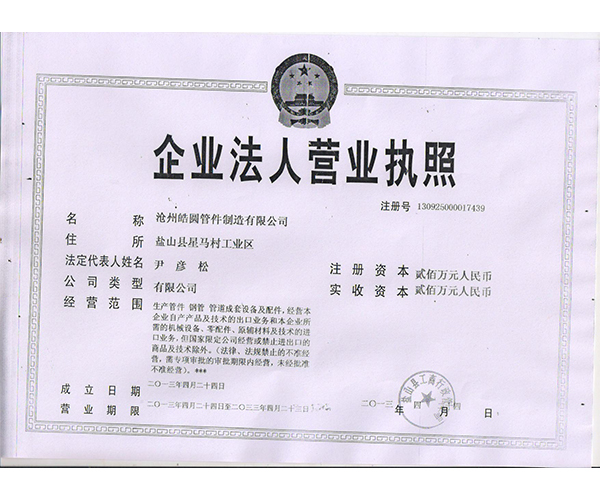 企业法人营业执照
注册号 130925000017439
名称 沧州皓圆管件制造有限公司
住所 盐山县星马村工业区
法定代表人姓名 尹彦松
注册资本 贰佰万元人民币
公司类型 有限公司
实收资本 贰佰万元人民币
经营范围 生产管件 钢管 管道成套设备及配件,经营本
企业自产产品及技术的出口业务和本企业所
需的机械设备、零配件、原辅材料及技术的进
口业务,但国家限定公司经营或禁止进出口的
商品及技术除外。(法律、法规禁止的不准经
营,需专项审批的审批期限内经营,未经批准
不准经营)。***
成立日期 二〇一三年四月二十四日
营业期限 二〇一三年四月二十四日至二〇三三年四月二十三日
盐山县工商行政
二〇一三 年 四 月 日